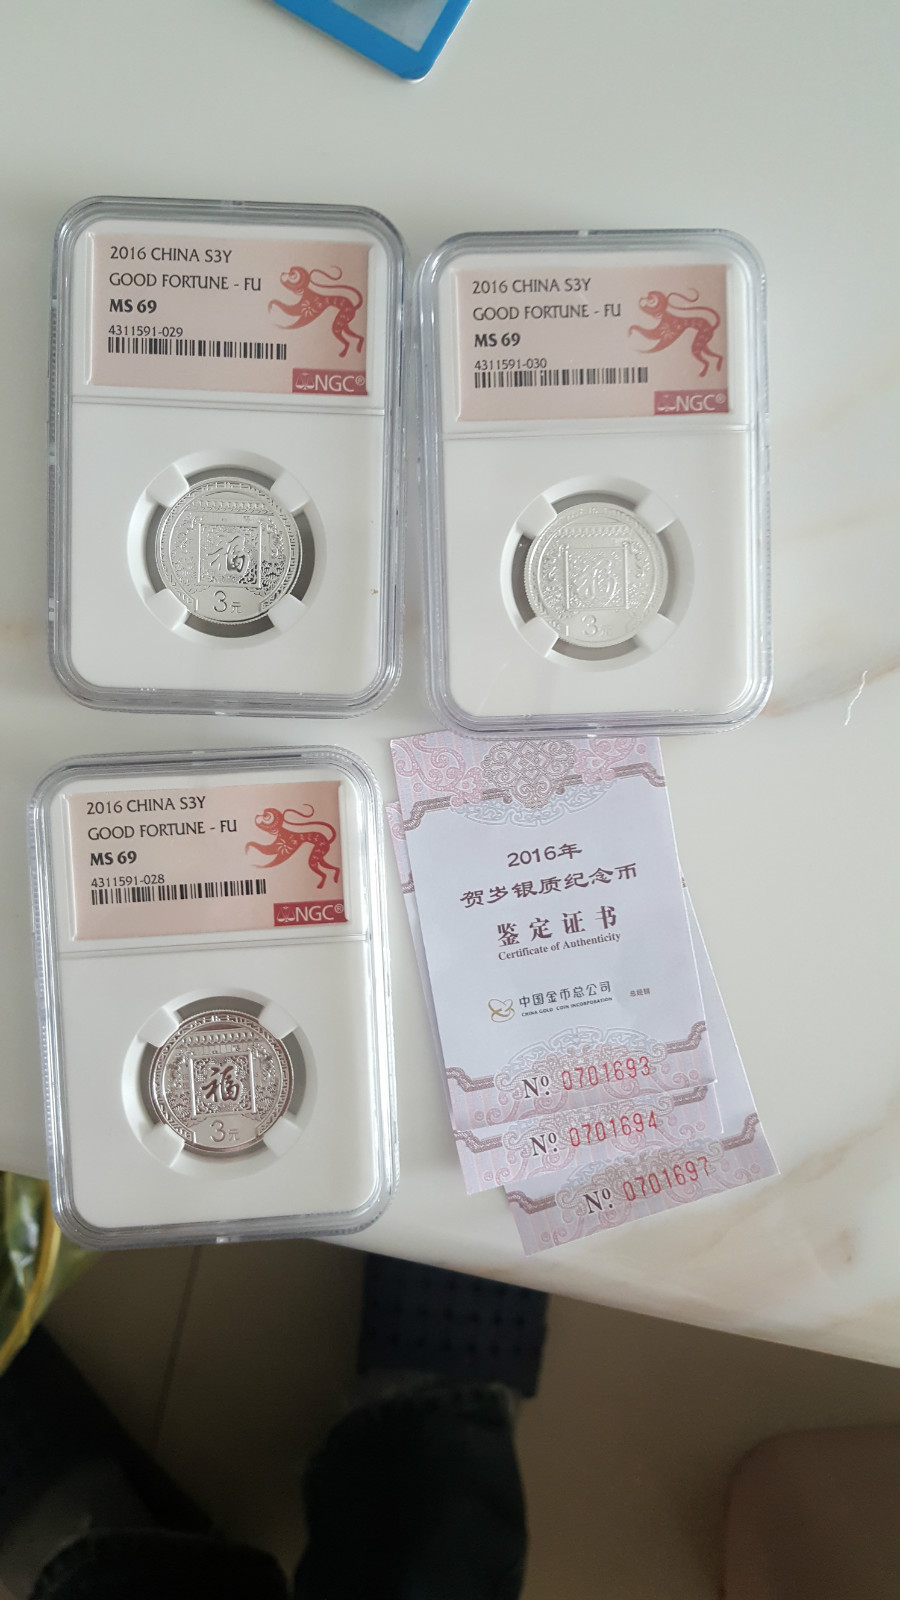 2016 CHINA S3Y
GOOD FORTUNE - FU
MS 69
4311591-029
NGC®
福
3元
2016 CHINA S3Y
GOOD FORTUNE - FU
MS 69
4311591-030
NGC®
福
3元
2016 CHINA S3Y
GOOD FORTUNE - FU
MS 69
4311591-028
NGC®
福
3元
2016年
贺岁银质纪念币
鉴定证书
Certificate of Authenticity
中国金币总公司 总经销
CHINA GOLD COIN INCORPORATION
Nº. 0701693
Nº. 0701694
Nº. 0701697